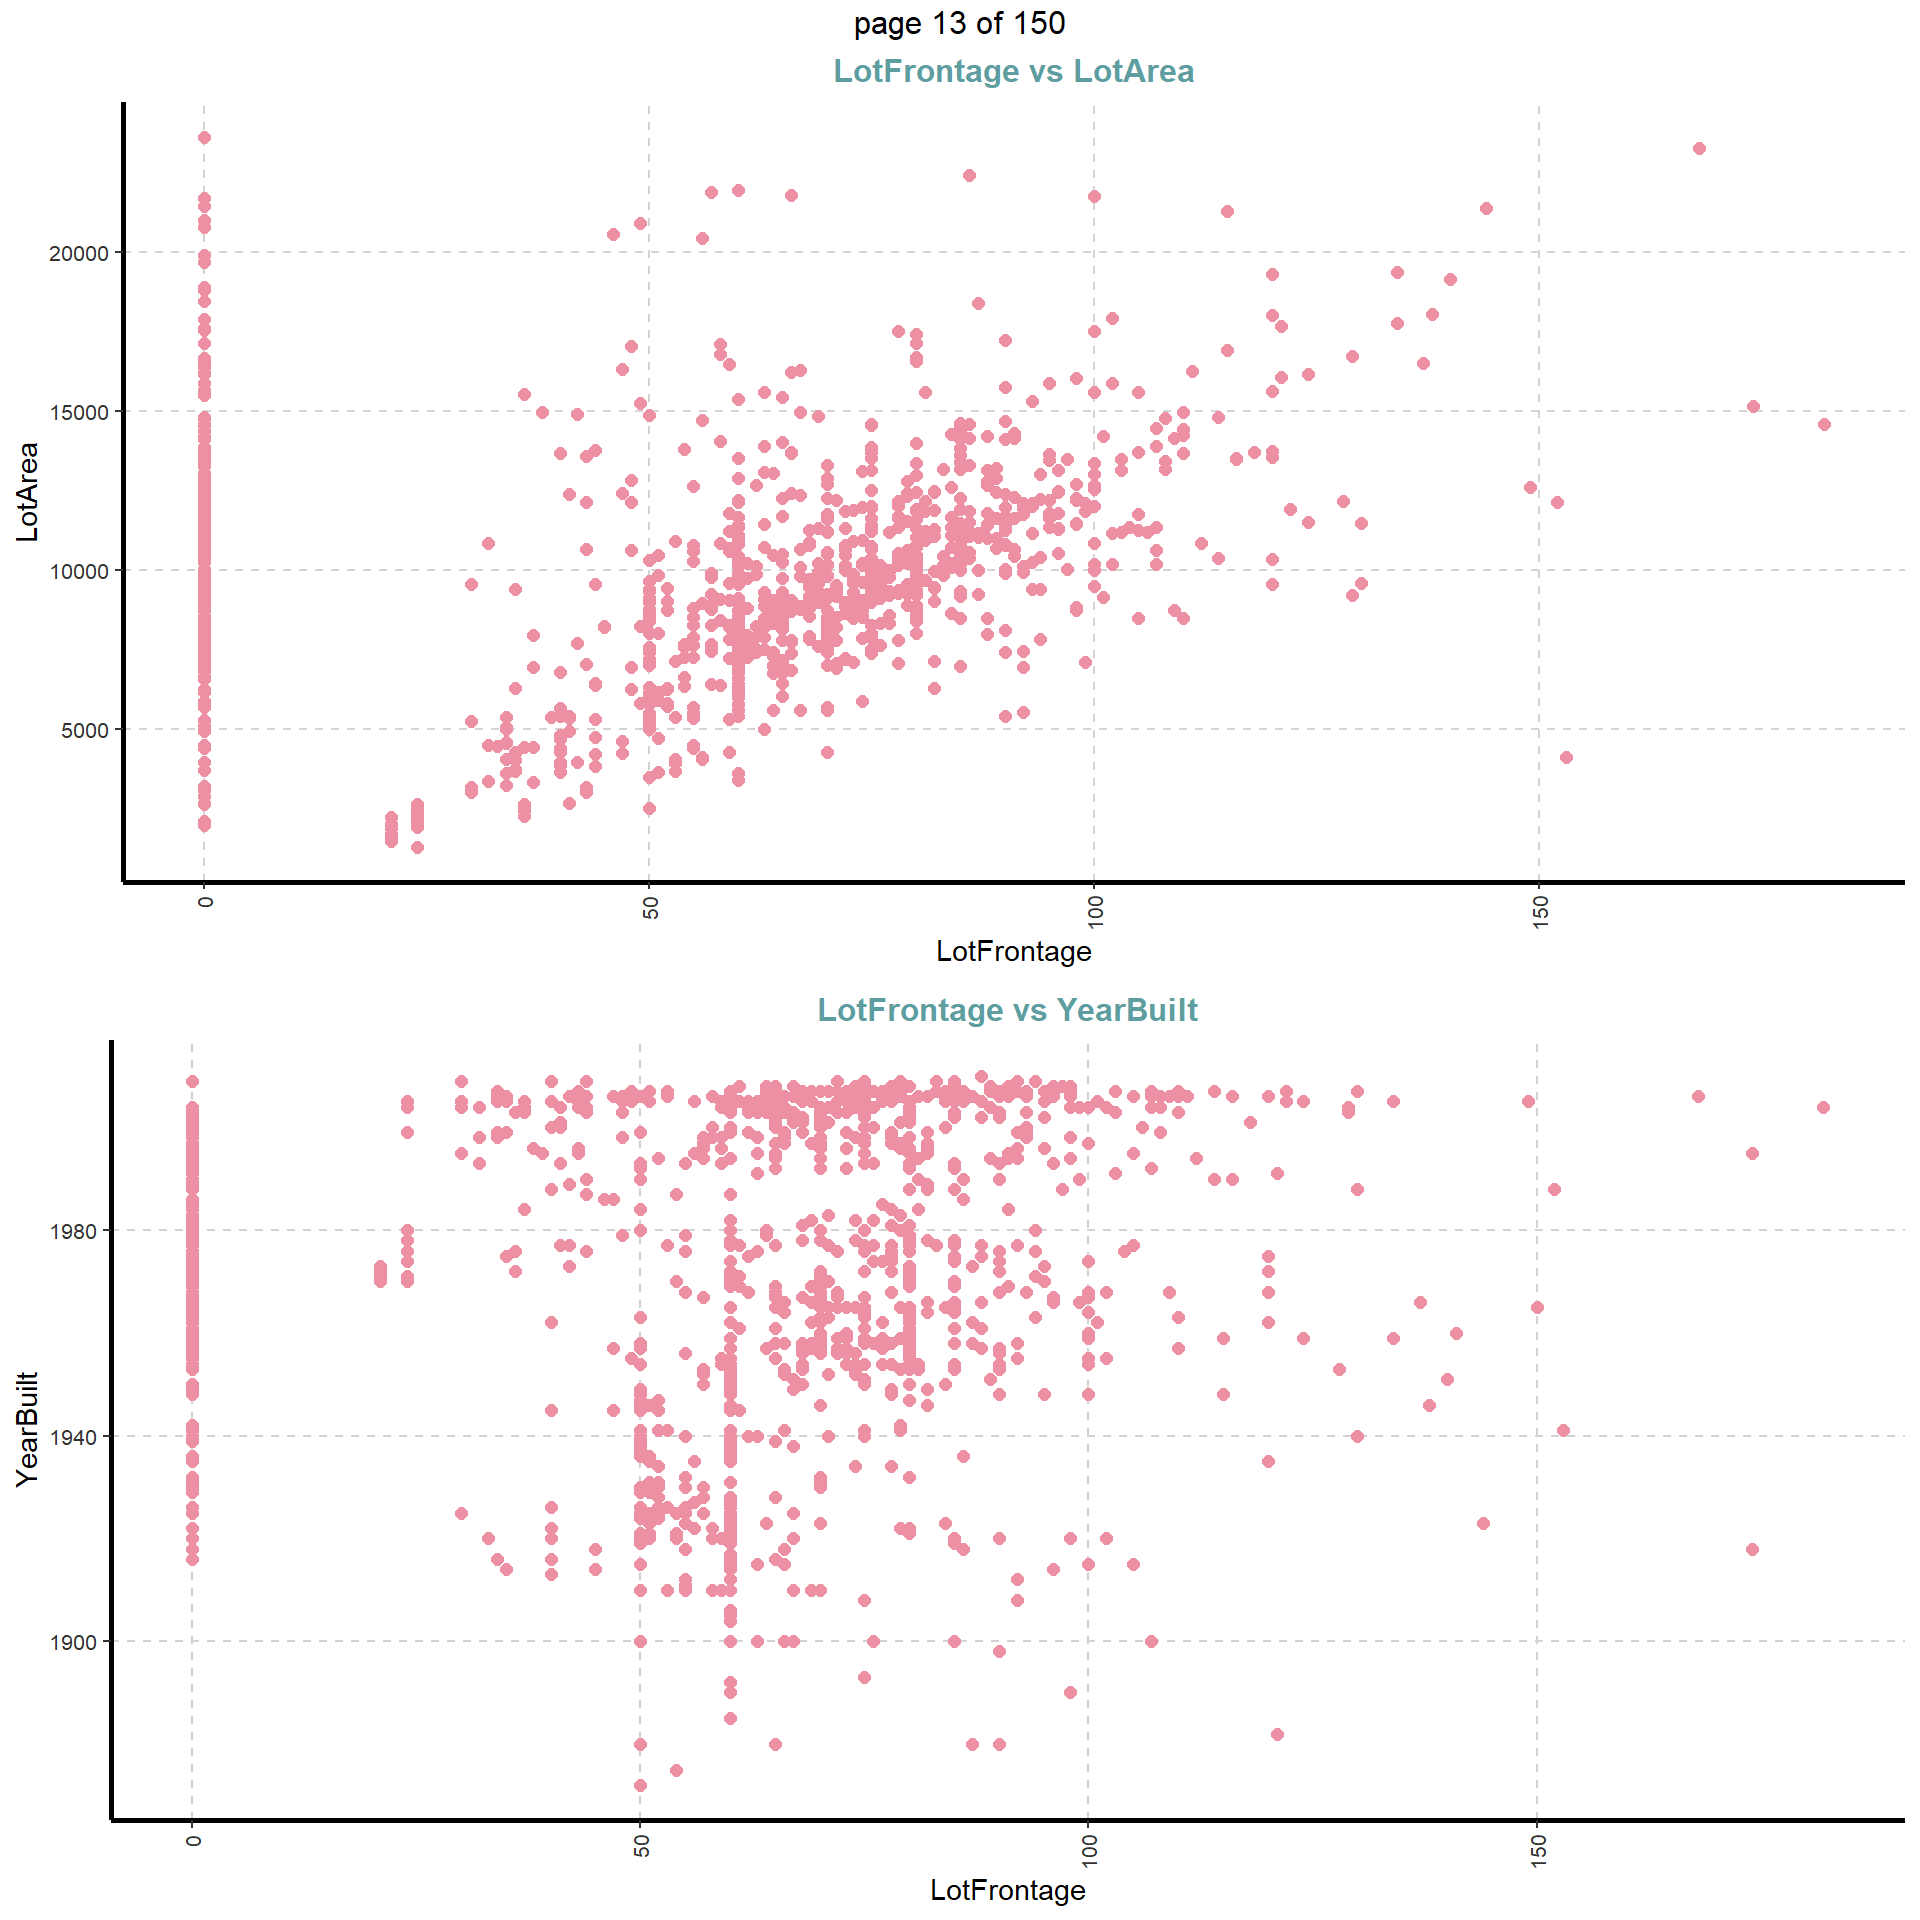 page 13 of 150
LotFrontage vs LotArea
20000
15000
10000
5000
LotArea
0
50
100
150
LotFrontage
LotFrontage vs YearBuilt
1980
1940
1900
YearBuilt
0
50
100
150
LotFrontage